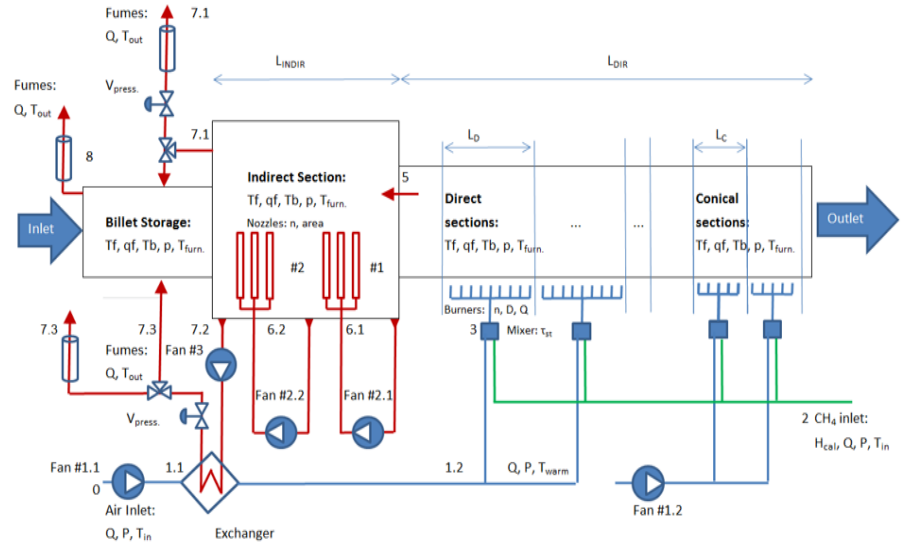 Fumes:
7.1
Q, Tout
LINDIR
LDIR
Fumes:
Q, Tout
Vpress.
7.1
8
LD
LC
Inlet
Billet Storage:
Tf, qf, Tb, p, Tfurn.
Indirect Section:
Tf, qf, Tb, p, Tfurn.
Nozzles: n, area
#2
#1
5
Direct
sections:
Tf, qf, Tb, p, Tfurn.
...
...
Conical
sections:
Tf, qf, Tb, p, Tfurn.
Outlet
Burners: n, D, Q
3
Mixer: τst
7.3
7.3
7.2
6.2
6.1
Fumes:
Q, Tout
Fan #3
Fan #2.2
Fan #2.1
Vpress.
2 CH4 inlet:
Hcal, Q, P, Tin
Fan #1.1
0
1.1
1.2
Q, P, Twarm
Air Inlet:
Q, P, Tin
Exchanger
Fan #1.2